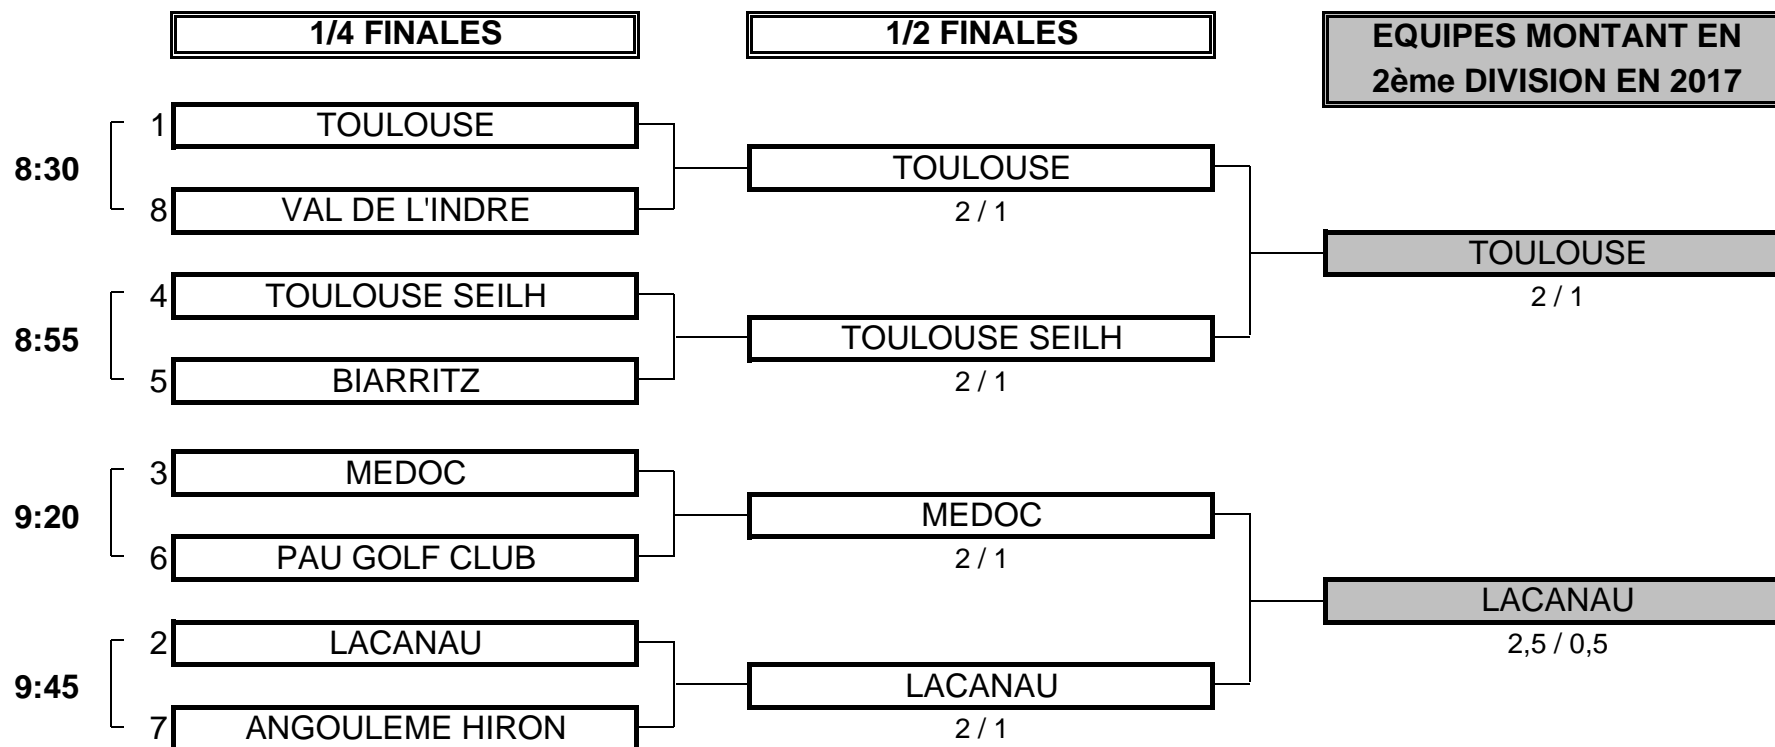 1/4 FINALES
1/2 FINALES
EQUIPES MONTANT EN
2ème DIVISION EN 2017
8:30
1 TOULOUSE
8 VAL DE L'INDRE
TOULOUSE
2 / 1
8:55
4 TOULOUSE SEILH
5 BIARRITZ
TOULOUSE SEILH
2 / 1
TOULOUSE
2 / 1
9:20
3 MEDOC
6 PAU GOLF CLUB
MEDOC
2 / 1
9:45
2 LACANAU
7 ANGOULEME HIRON
LACANAU
2 / 1
LACANAU
2,5 / 0,5